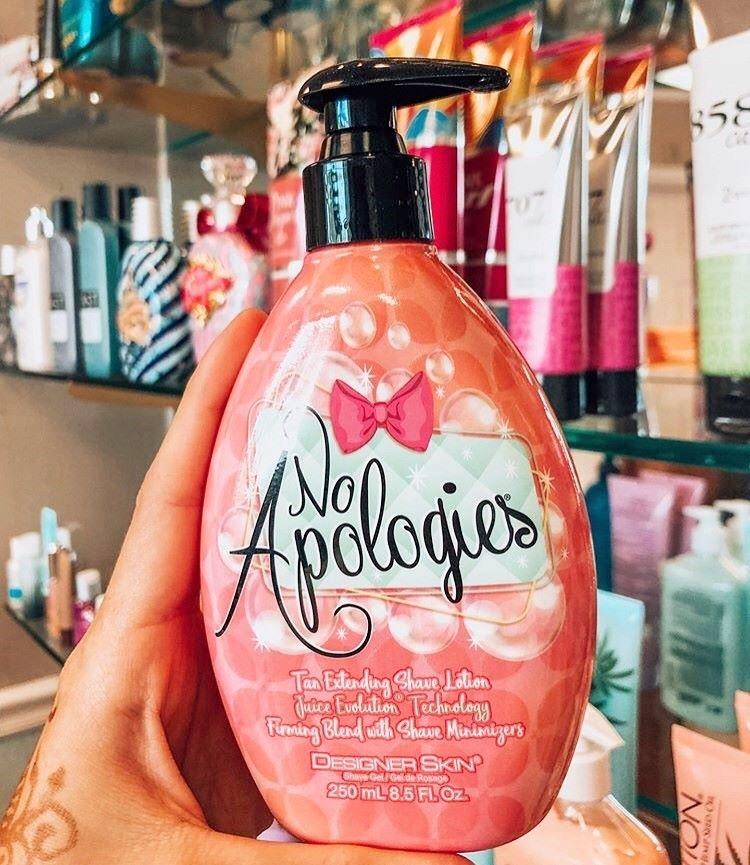 No
Apologies®
Tan Extending Shave Lotion
Juice Evolution® Technology
Firming Blend with Shave Minimizers
DESIGNER SKIN®
Shave Gel / Gel de Rasage
250 mL 8.5 Fl. Oz.
858